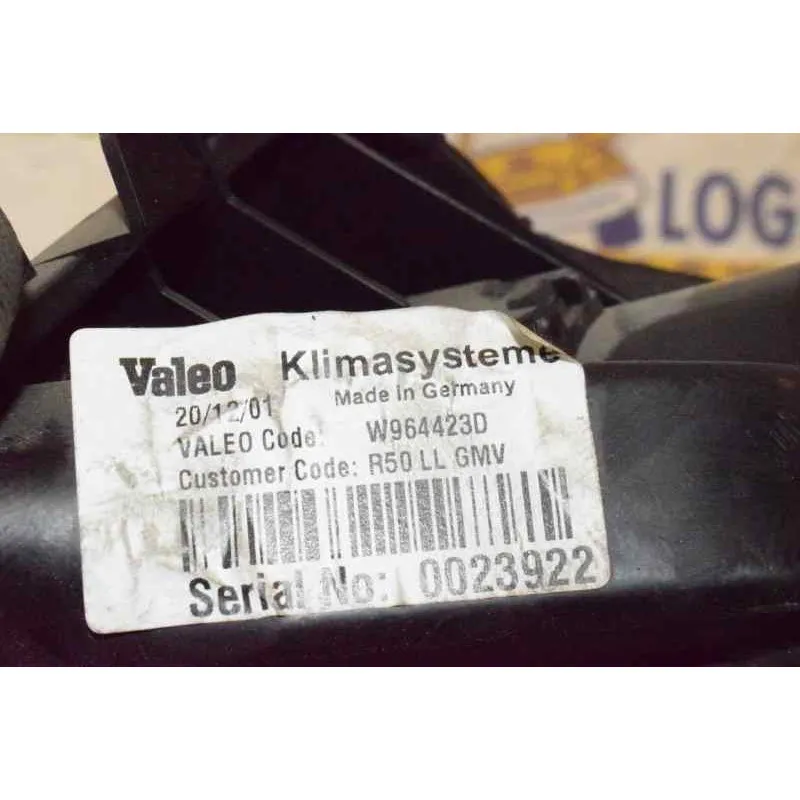 LOG
Valeo Klimasysteme
Made in Germany
20/12/01
VALEO Code: W964423D
Customer Code: R50 LL GMV
Serial No: 0023922